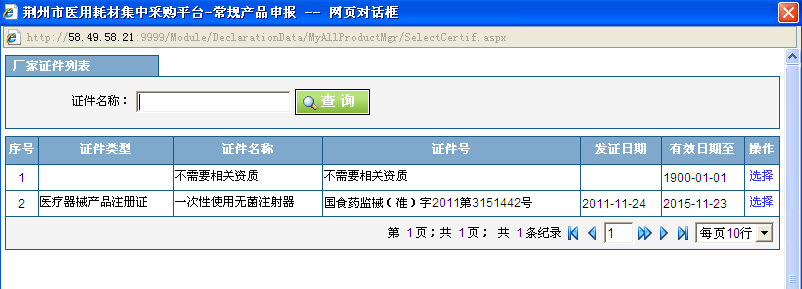 荆州市医用耗材集中采购平台-常规产品申报 -- 网页对话框
http://58.49.58.21:9999/Module/DeclarationData/MyAllProductMgr/SelectCertif.aspx
厂家证件列表
证件名称： 查 询
序号 证件类型 证件名称 证件号 发证日期 有效日期至 操作
1 不需要相关资质 不需要相关资质 1900-01-01 选择
2 医疗器械产品注册证 一次性使用无菌注射器 国食药监械（准）字2011第3151442号 2011-11-24 2015-11-23 选择
第 1页；共 1页； 共 1条纪录 1 每页10行